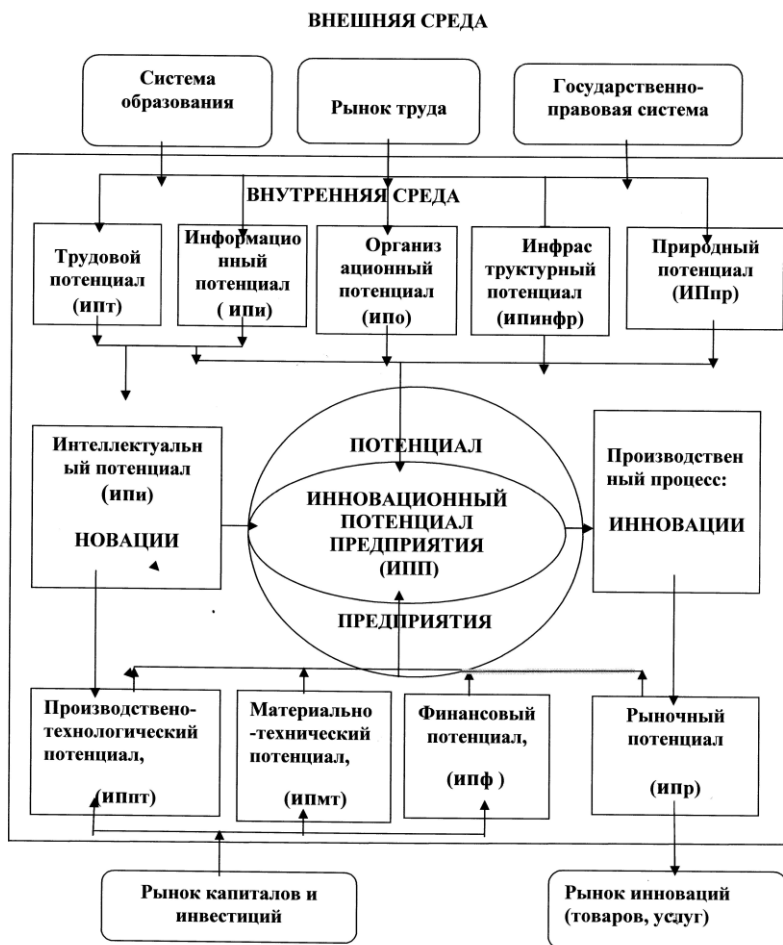 ВНЕШНЯЯ СРЕДА
Система
образования
Рынок труда
Государственно-
правовая система
ВНУТРЕННЯЯ СРЕДА
Трудовой
потенциал
(ипт)
Информацио
нный
потенциал
( ипи)
Организ
ационный
потенциал
(ипо)
Инфрас
труктурный
потенциал
(ипинфр)
Природный
потенциал
(ИПпр)
Интеллектуальн
ый потенциал
(ипи)
НОВАЦИИ
ПОТЕНЦИАЛ
ИННОВАЦИОННЫЙ
ПОТЕНЦИАЛ
ПРЕДПРИЯТИЯ
(ИПП)
ПРЕДПРИЯТИЯ
Производствен
ный процесс:
ИННОВАЦИИ
Производствено-
технологический
потенциал,
(иппт)
Материально
-технический
потенциал,
(ипмт)
Финансовый
потенциал,
(ипф )
Рыночный
потенциал
(ипр)
Рынок капиталов и
инвестиций
Рынок инноваций
(товаров, услуг)